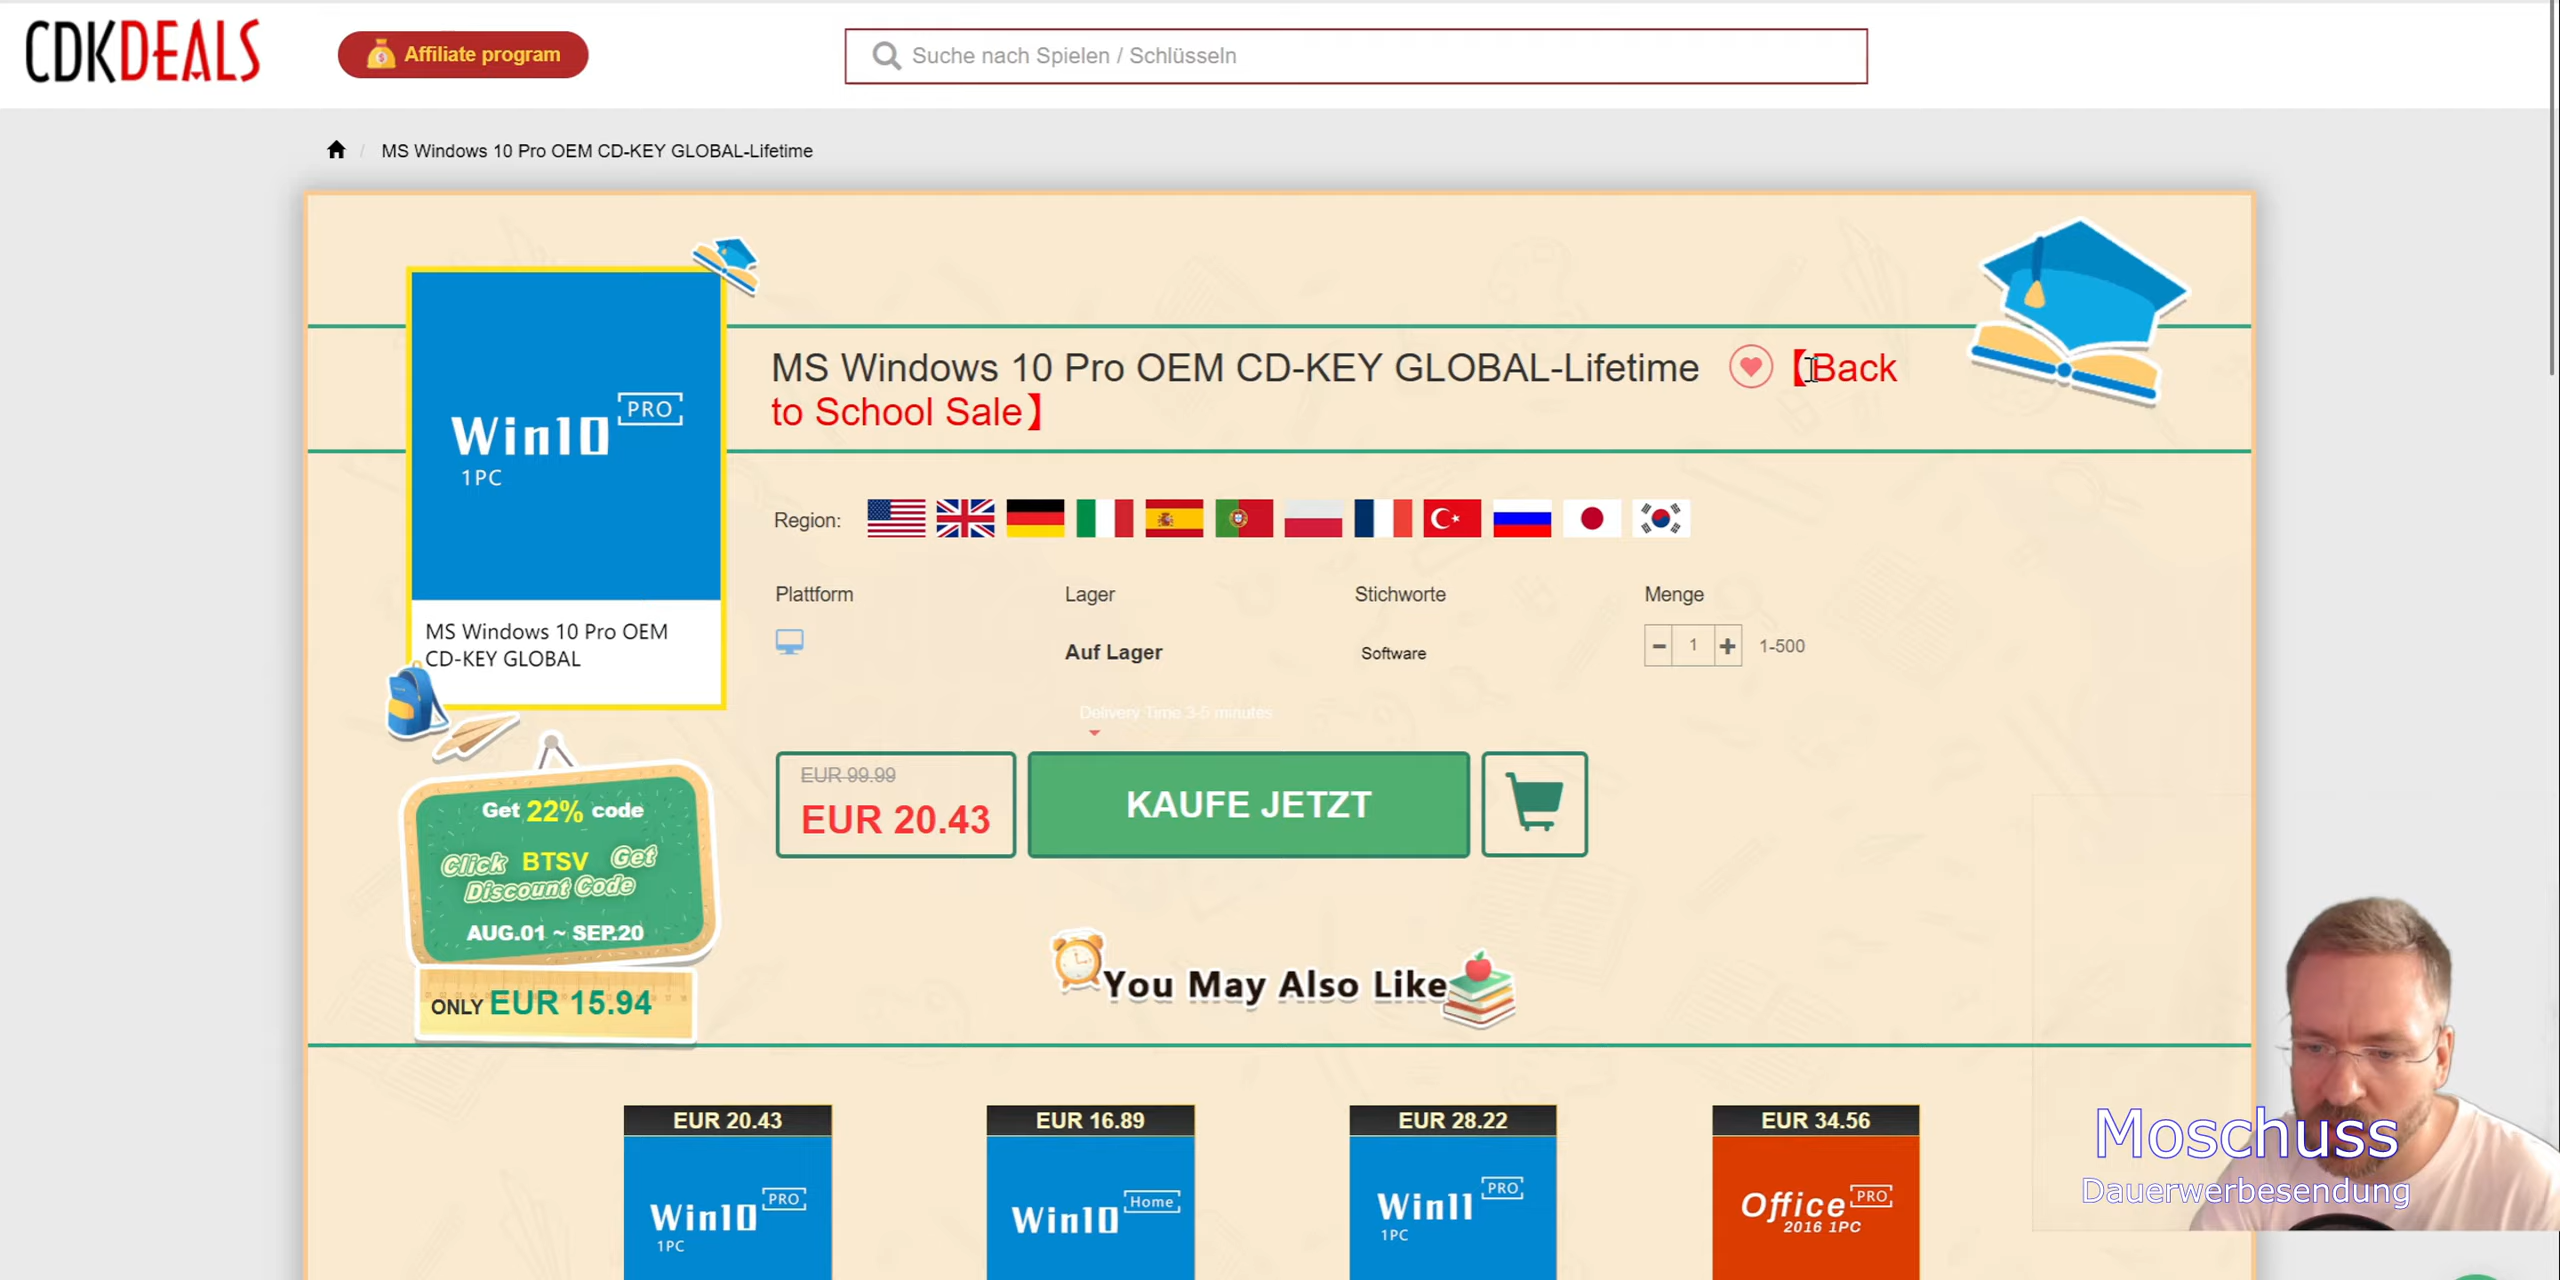 CDKDEALS
Affiliate program
Suche nach Spielen / Schlüsseln
/ MS Windows 10 Pro OEM CD-KEY GLOBAL-Lifetime
Win10 PRO
1PC
MS Windows 10 Pro OEM
CD-KEY GLOBAL
MS Windows 10 Pro OEM CD-KEY GLOBAL-Lifetime 【Back
to School Sale】
Region:
Plattform
Lager
Stichworte
Menge
Auf Lager
Software
− 1 + 1-500
Delivery Time 3-5 minutes
EUR 99.99
EUR 20.43
KAUFE JETZT
Get 22% code
Click BTSV Get
Discount Code
AUG.01 ~ SEP.20
ONLY EUR 15.94
You May Also Like
EUR 20.43
Win10 PRO
1PC
EUR 16.89
Win10 Home
EUR 28.22
Win11 PRO
1PC
EUR 34.56
Office PRO
2016 1PC
Moschuss
Dauerwerbesendung